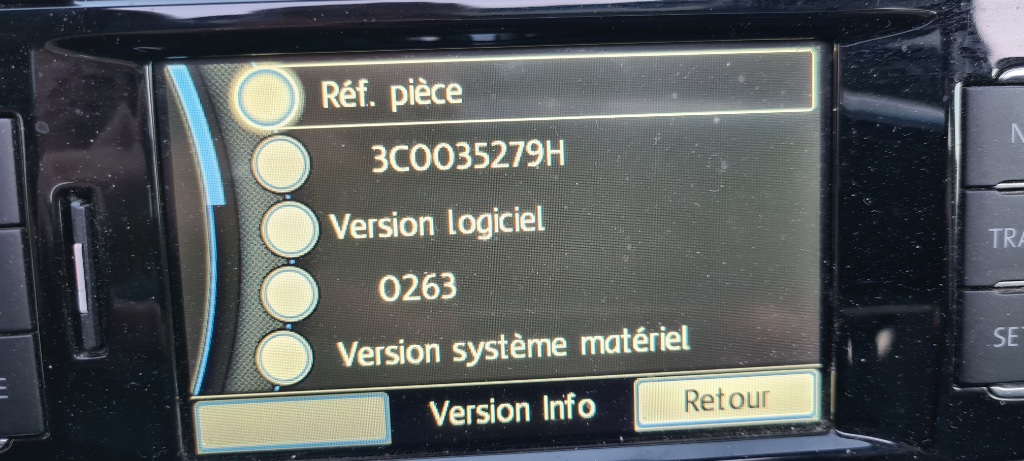 Réf. pièce
3C0035279H
Version logiciel
0263
Version système matériel
Version Info
Retour